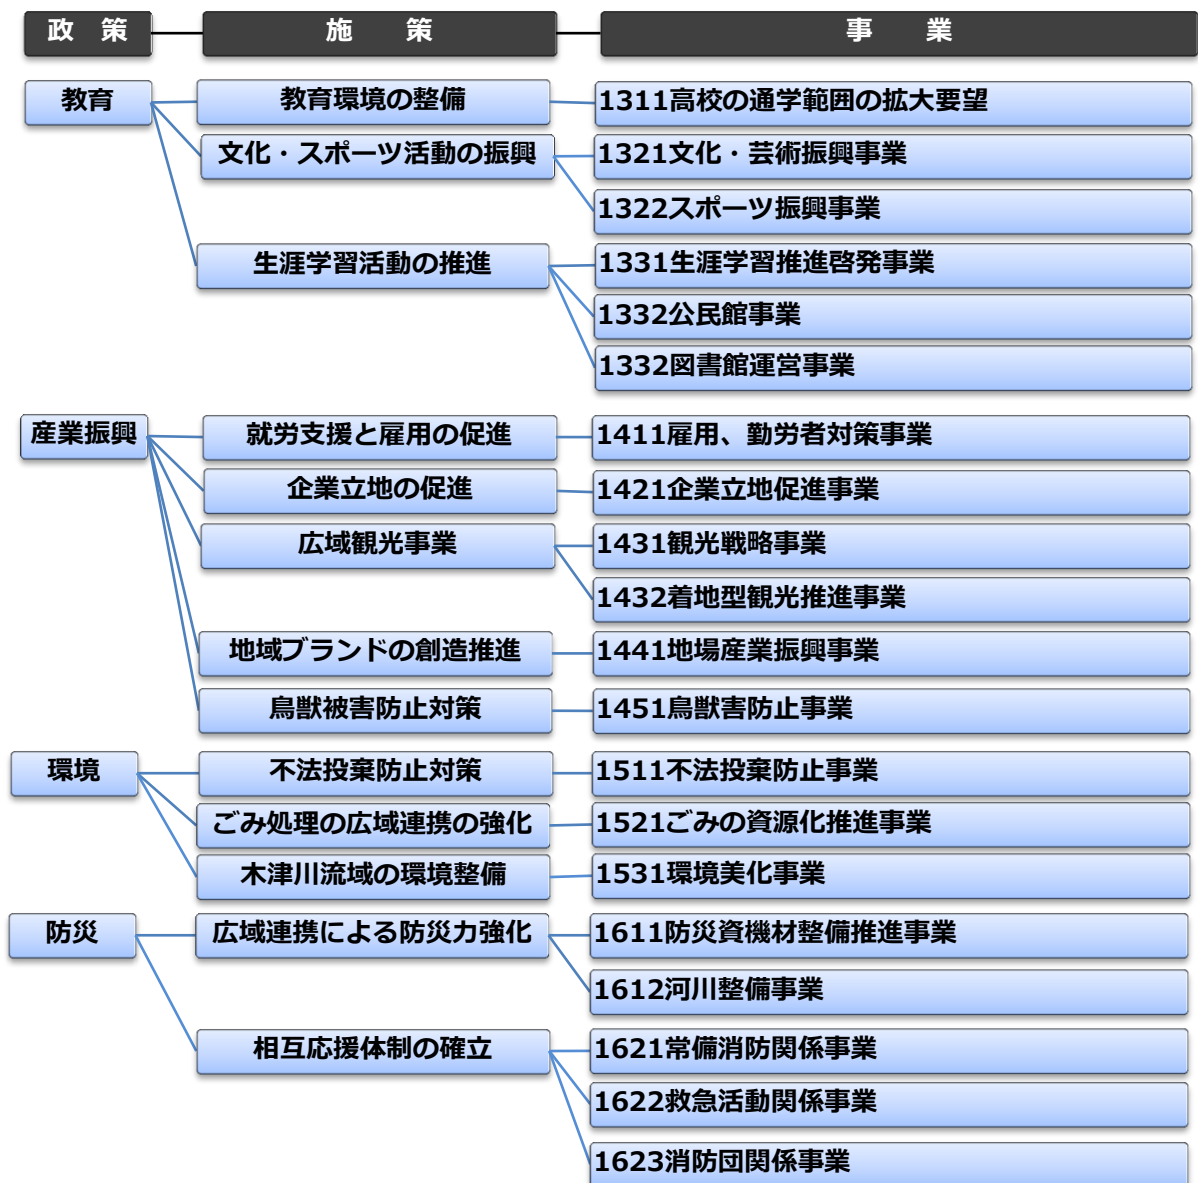 政　策　施　策　事　業
教育　教育環境の整備　1311高校の通学範囲の拡大要望
文化・スポーツ活動の振興　1321文化・芸術振興事業
1322スポーツ振興事業
生涯学習活動の推進　1331生涯学習推進啓発事業
1332公民館事業
1332図書館運営事業
産業振興　就労支援と雇用の促進　1411雇用、勤労者対策事業
企業立地の促進　1421企業立地促進事業
広域観光事業　1431観光戦略事業
1432着地型観光推進事業
地域ブランドの創造推進　1441地場産業振興事業
鳥獣被害防止対策　1451鳥獣害防止事業
環境　不法投棄防止対策　1511不法投棄防止事業
ごみ処理の広域連携の強化　1521ごみの資源化推進事業
木津川流域の環境整備　1531環境美化事業
防災　広域連携による防災力強化　1611防災資機材整備推進事業
1612河川整備事業
相互応援体制の確立　1621常備消防関係事業
1622救急活動関係事業
1623消防団関係事業